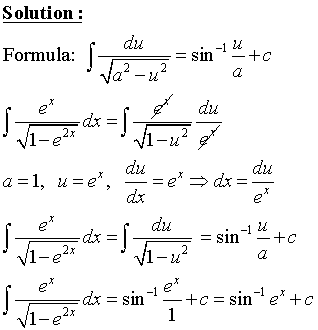 Solution :
Formula: ∫ du/√(a² − u²) = sin⁻¹ u/a + c
∫ eˣ/√(1 − e²ˣ) dx = ∫ eˣ/√(1 − u²) du/eˣ
a = 1, u = eˣ, du/dx = eˣ ⇒ dx = du/eˣ
∫ eˣ/√(1 − e²ˣ) dx = ∫ du/√(1 − u²) = sin⁻¹ u/a + c
∫ eˣ/√(1 − e²ˣ) dx = sin⁻¹ eˣ/1 + c = sin⁻¹ eˣ + c